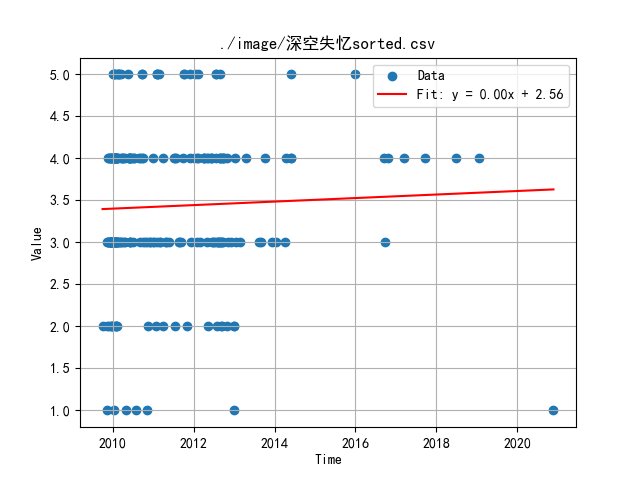 ./image/深空失忆sorted.csv
Data
Fit: y = 0.00x + 2.56
5.0
4.5
4.0
3.5
3.0
2.5
2.0
1.5
1.0
Value
2010 2012 2014 2016 2018 2020
Time